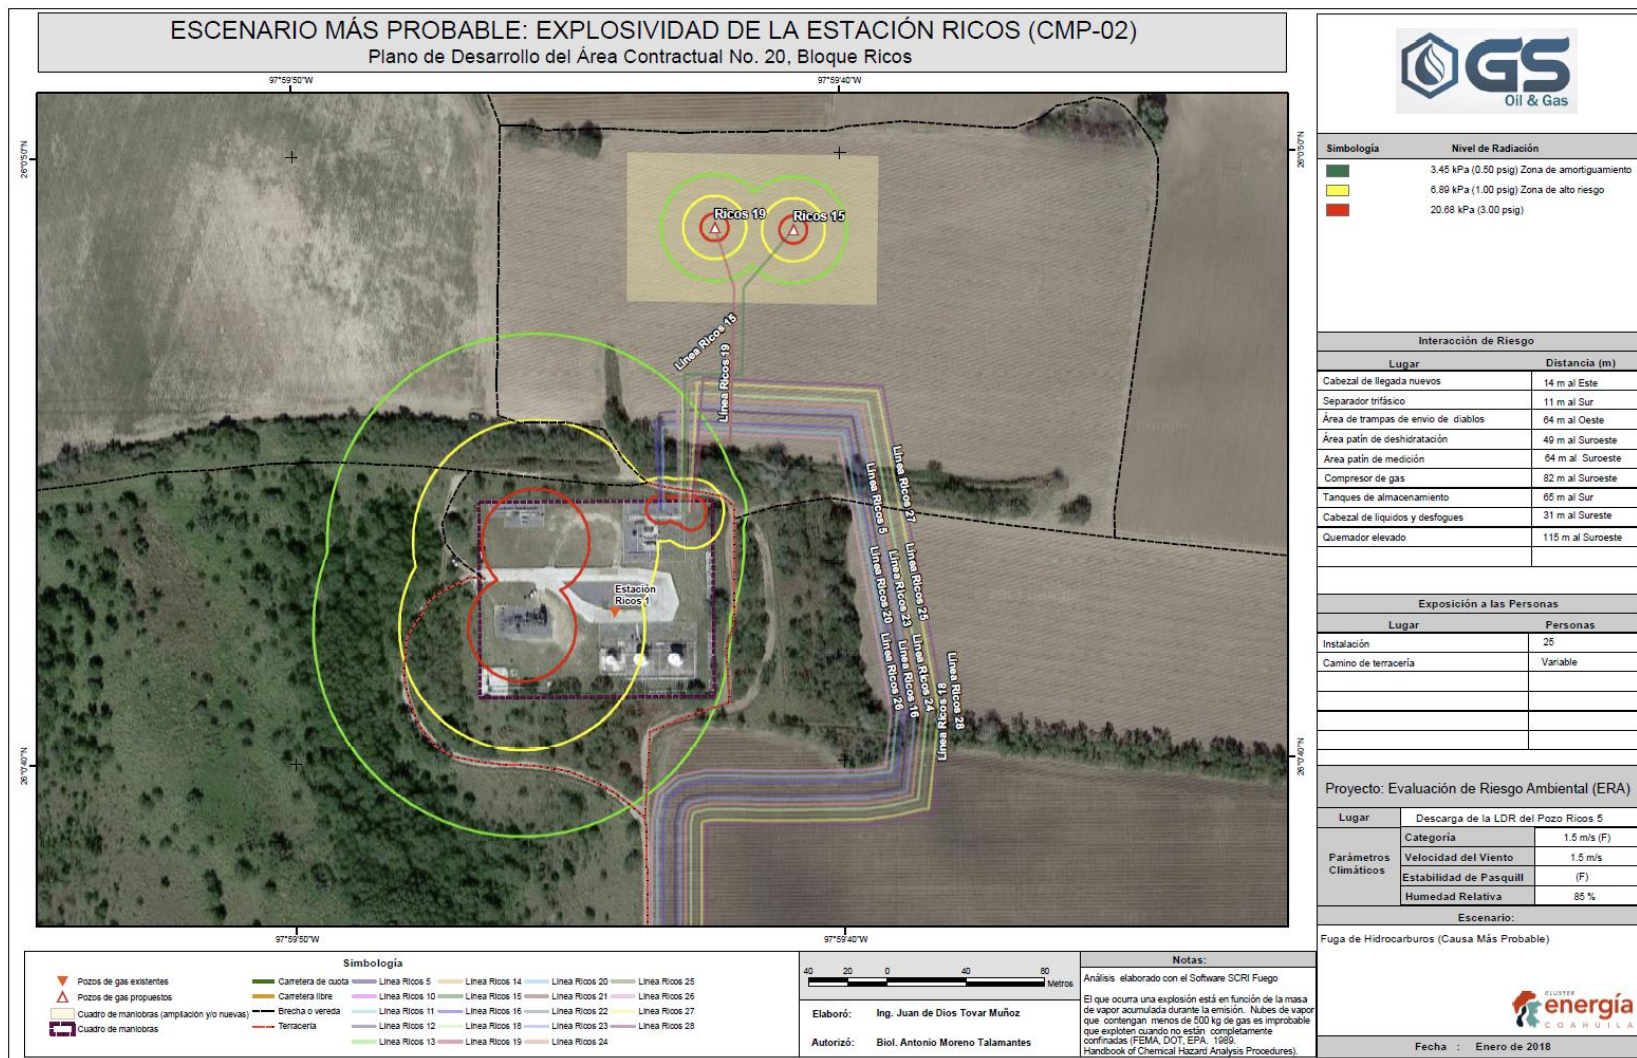 ESCENARIO MÁS PROBABLE: EXPLOSIVIDAD DE LA ESTACIÓN RICOS (CMP-02)
Plano de Desarrollo del Área Contractual No. 20, Bloque Ricos
97°59'50"W
97°59'40"W
26°0'50"N
26°0'50"N
Ricos 19
Ricos 15
Línea Ricos 15
Línea Ricos 19
Línea Ricos 27
Línea Ricos 5
Línea Ricos 25
Línea Ricos 23
Línea Ricos 20
Línea Ricos 28
Línea Ricos 24
Línea Ricos 16
Línea Ricos 26
Línea Ricos 18
Estación
Ricos 1
26°0'40"N
26°0'40"N
97°59'50"W
97°59'40"W
GS
Oil & Gas
Simbología Nivel de Radiación
3.45 kPa (0.50 psig) Zona de amortiguamiento
6.89 kPa (1.00 psig) Zona de alto riesgo
20.68 kPa (3.00 psig)
Interacción de Riesgo
Lugar Distancia (m)
Cabezal de llegada nuevos 14 m al Este
Separador trifásico 11 m al Sur
Área de trampas de envio de diablos 64 m al Oeste
Área patín de deshidratación 49 m al Suroeste
Area patín de medición 64 m al Suroeste
Compresor de gas 82 m al Suroeste
Tanques de almacenamiento 65 m al Sur
Cabezal de liquidos y desfogues 31 m al Sureste
Quemador elevado 115 m al Suroeste
Exposición a las Personas
Lugar Personas
Instalación 25
Camino de terracería Variable
Proyecto: Evaluación de Riesgo Ambiental (ERA)
Lugar Descarga de la LDR del Pozo Ricos 5
Parámetros Climáticos
Categoría 1.5 m/s (F)
Velocidad del Viento 1.5 m/s
Estabilidad de Pasquill (F)
Humedad Relativa 85 %
Escenario:
Fuga de Hidrocarburos (Causa Más Probable)
CLUSTER
energía
COAHUILA
Fecha : Enero de 2018
Simbología
Pozos de gas existentes
Pozos de gas propuestos
Cuadro de maniobras (ampliación y/o nuevas)
Cuadro de maniobras
Carretera de cuota
Carretera libre
Brecha o vereda
Terracería
Línea Ricos 5
Línea Ricos 10
Línea Ricos 11
Línea Ricos 12
Línea Ricos 13
Línea Ricos 14
Línea Ricos 15
Línea Ricos 16
Línea Ricos 18
Línea Ricos 19
Línea Ricos 20
Línea Ricos 21
Línea Ricos 22
Línea Ricos 23
Línea Ricos 24
Línea Ricos 25
Línea Ricos 26
Línea Ricos 27
Línea Ricos 28
40 20 0 40 80
Metros
Elaboró: Ing. Juan de Dios Tovar Muñoz
Autorizó: Biol. Antonio Moreno Talamantes
Notas:
Análisis elaborado con el Software SCRI Fuego
El que ocurra una explosión está en función de la masa
de vapor acumulada durante la emisión. Nubes de vapor
que contengan menos de 500 kg de gas es improbable
que exploten cuando no están completamente
confinadas (FEMA, DOT, EPA. 1989.
Handbook of Chemical Hazard Analysis Procedures).